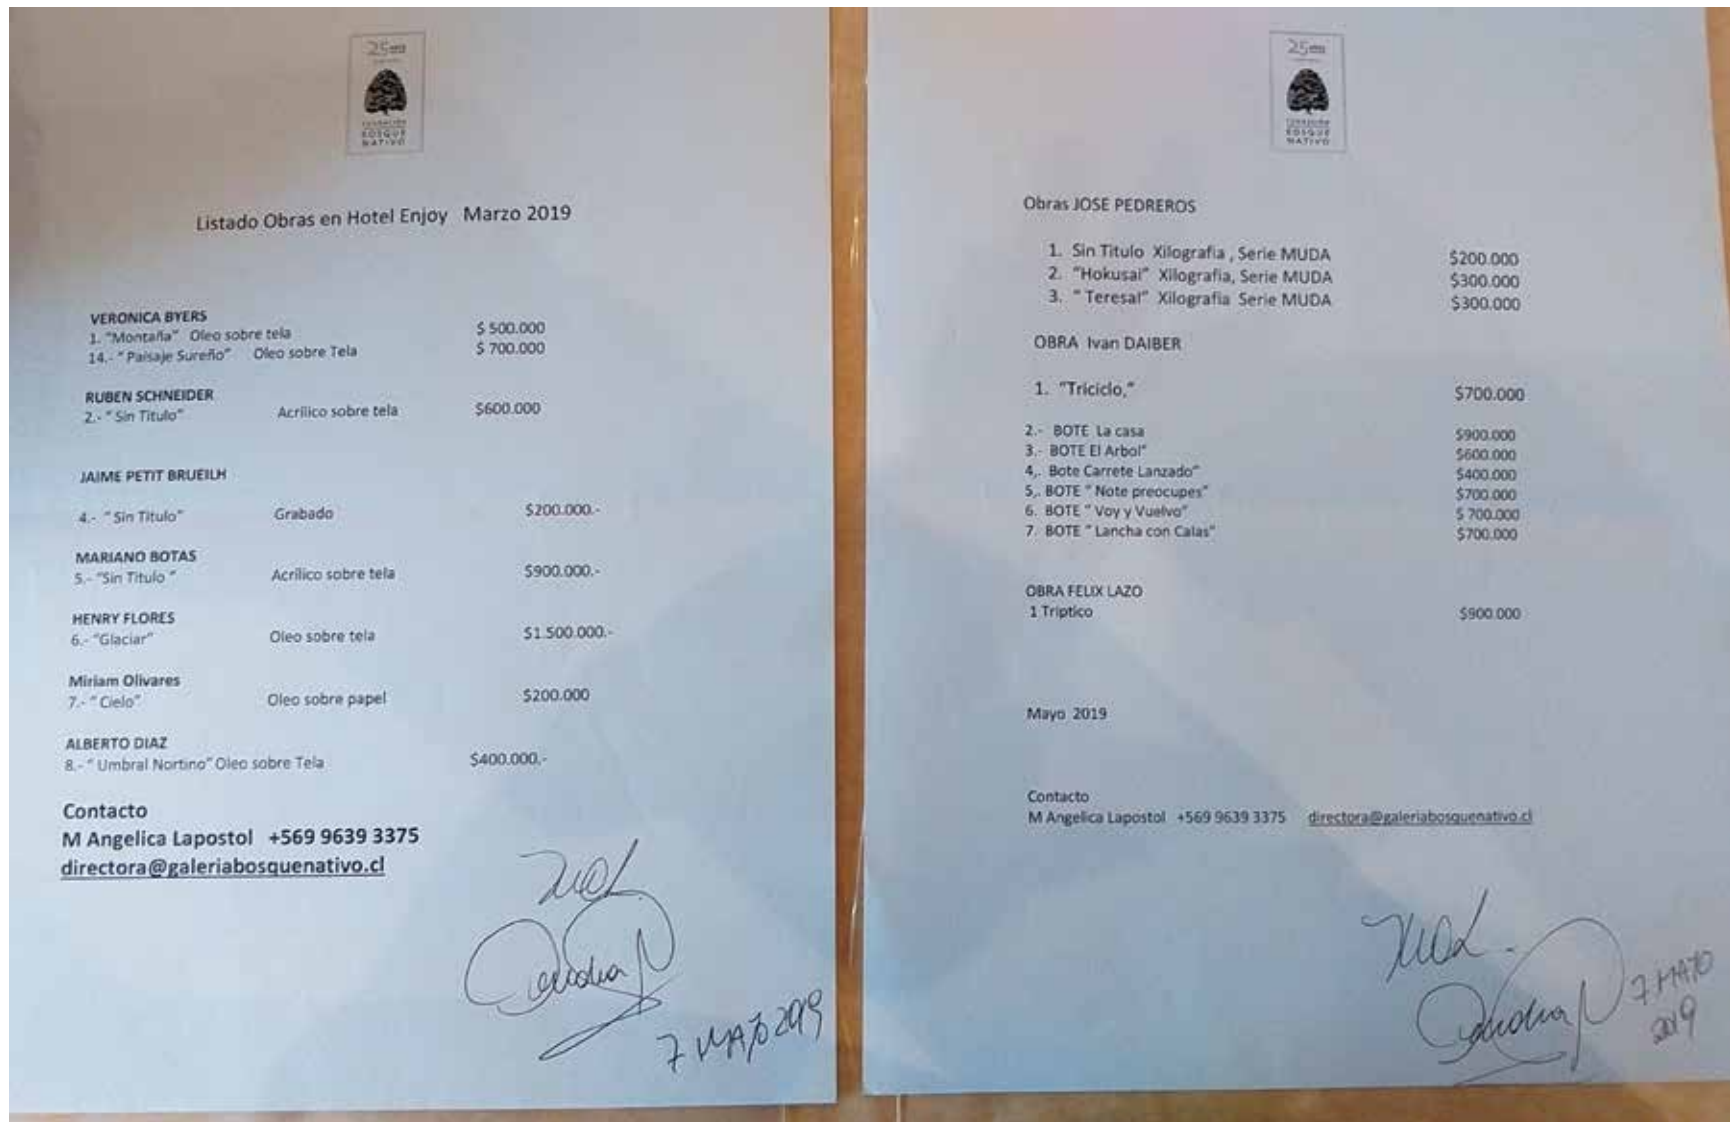 25 años
FUNDACIÓN
BOSQUE
NATIVO
Listado Obras en Hotel Enjoy Marzo 2019
VERONICA BYERS
1. "Montaña" Oleo sobre tela $ 500.000
14.- " Paisaje Sureño" Oleo sobre Tela $ 700.000
RUBEN SCHNEIDER
2.- " Sin Titulo" Acrílico sobre tela $600.000
JAIME PETIT BRUEILH
4.- " Sin Titulo" Grabado $200.000.-
MARIANO BOTAS
5.- "Sin Titulo " Acrílico sobre tela $900.000.-
HENRY FLORES
6.- "Glaciar" Oleo sobre tela $1.500.000.-
Miriam Olivares
7.- " Cielo". Oleo sobre papel $200.000
ALBERTO DIAZ
8.- " Umbral Nortino" Oleo sobre Tela $400.000.-
Contacto
M Angelica Lapostol +569 9639 3375
directora@galeriabosquenativo.cl
7 MAYO 2019
25 años
FUNDACIÓN
BOSQUE
NATIVO
Obras JOSE PEDREROS
1. Sin Titulo Xilografia , Serie MUDA $200.000
2. "Hokusai" Xilografia, Serie MUDA $300.000
3. " Teresal" Xilografia Serie MUDA $300.000
OBRA Ivan DAIBER
1. "Triciclo," $700.000
2.- BOTE La casa $900.000
3.- BOTE El Arbol" $600.000
4,. Bote Carrete Lanzado" $400.000
5,. BOTE " Note preocupes" $700.000
6. BOTE " Voy y Vuelvo" $ 700.000
7. BOTE " Lancha con Calas" $700.000
OBRA FELIX LAZO
1 Triptico $900.000
Mayo 2019
Contacto
M Angelica Lapostol +569 9639 3375 directora@galeriabosquenativo.cl
7 MAYO
2019